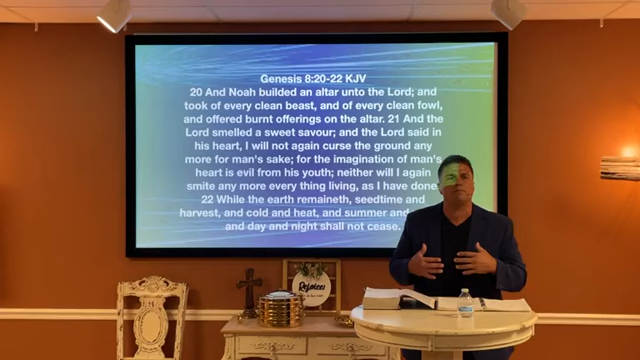 Genesis 8:20-22 KJV
20 And Noah builded an altar unto the Lord; and
took of every clean beast, and of every clean fowl,
and offered burnt offerings on the altar. 21 And the
Lord smelled a sweet savour; and the Lord said in
his heart, I will not again curse the ground any
more for man's sake; for the imagination of man's
heart is evil from his youth; neither will I again
smite any more every thing living, as I have done.
22 While the earth remaineth, seedtime and
harvest, and cold and heat, and summer and
and day and night shall not cease.
Rejoice